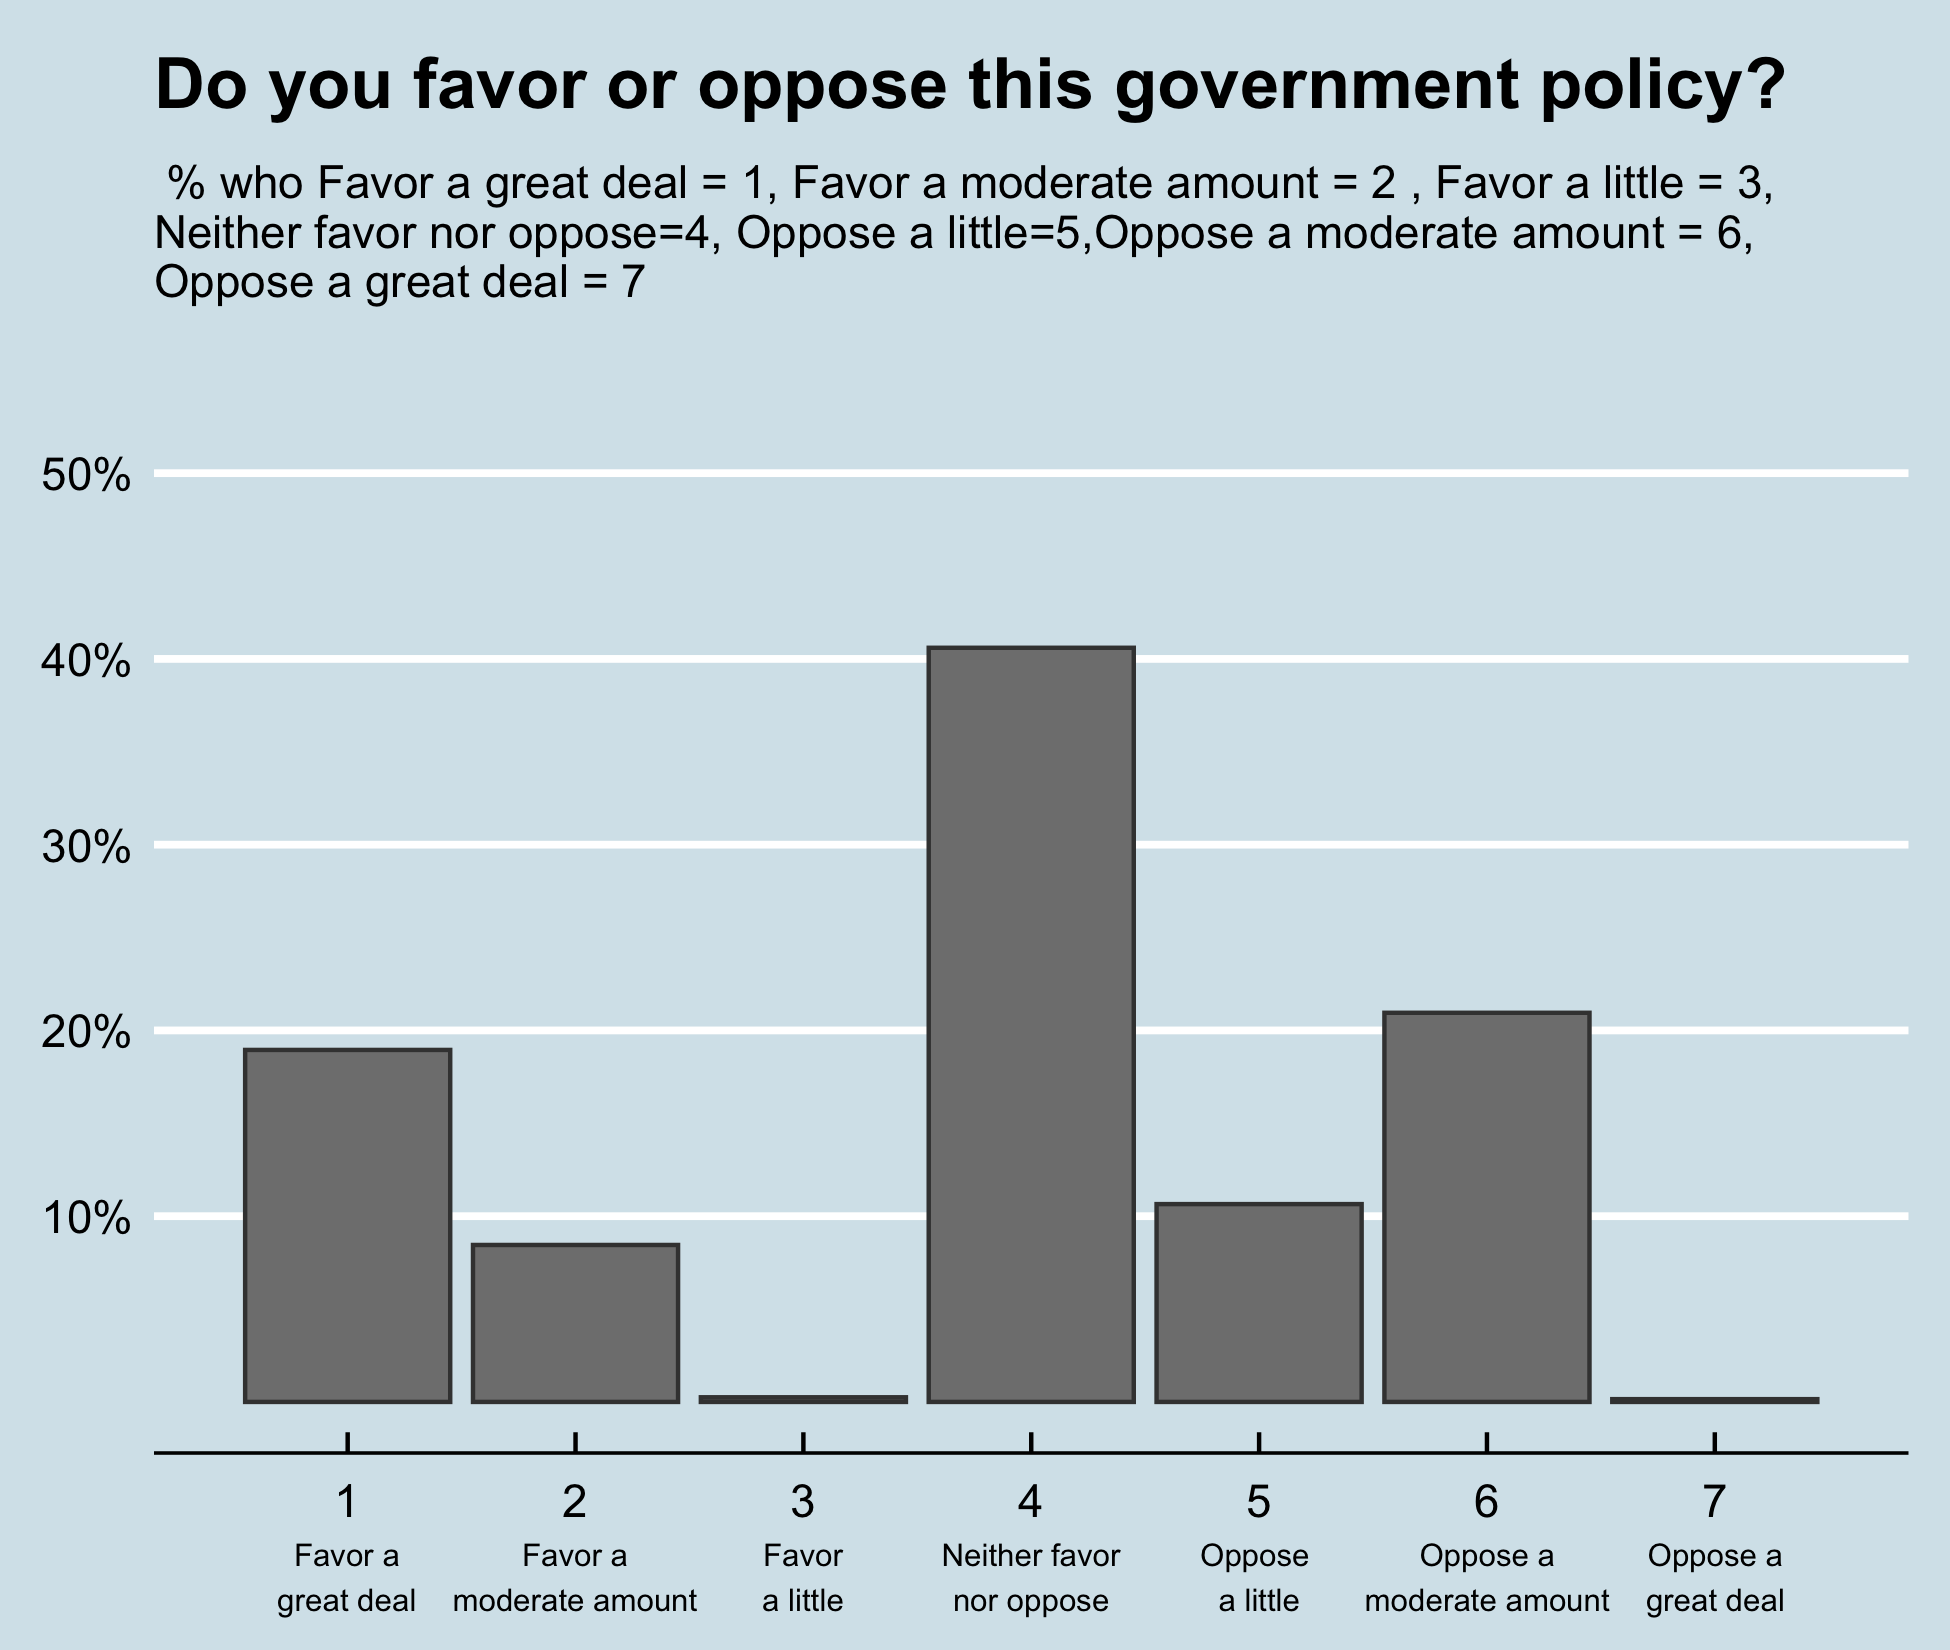 Do you favor or oppose this government policy?
% who Favor a great deal = 1, Favor a moderate amount = 2 , Favor a little = 3,
Neither favor nor oppose=4, Oppose a little=5,Oppose a moderate amount = 6,
Oppose a great deal = 7
50%
40%
30%
20%
10%
1 2 3 4 5 6 7
Favor a Favor a Favor Neither favor Oppose Oppose a Oppose a
great deal moderate amount a little nor oppose a little moderate amount great deal